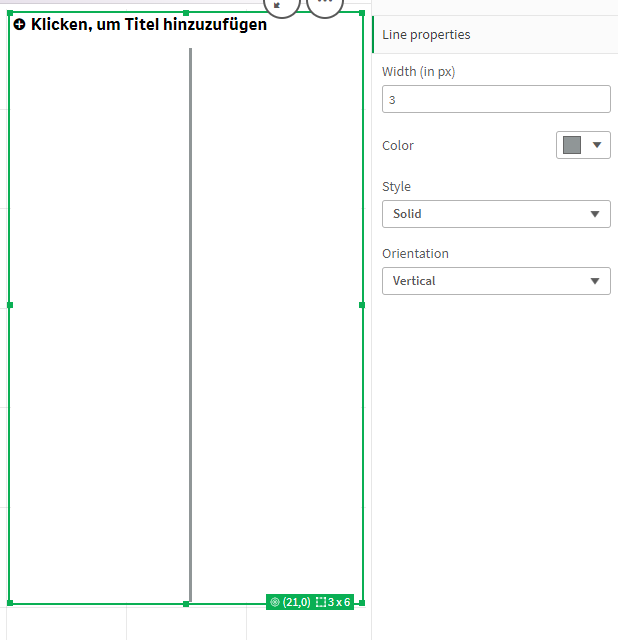 Klicken, um Titel hinzuzufügen
(21,0) 3 x 6
Line properties
Width (in px)
3
Color
Style
Solid
Orientation
Vertical